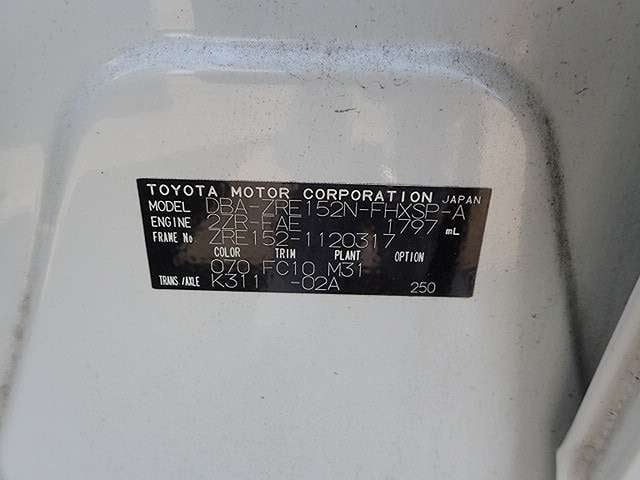 TOYOTA MOTOR CORPORATION JAPAN
MODEL DBA-ZRE152N-FHXSP-A
ENGINE 2ZR-FAE 1797 mL
FRAME No. ZRE152-1120317
COLOR TRIM PLANT OPTION
070 FC10 M31
TRANS/AXLE K311 -02A 250